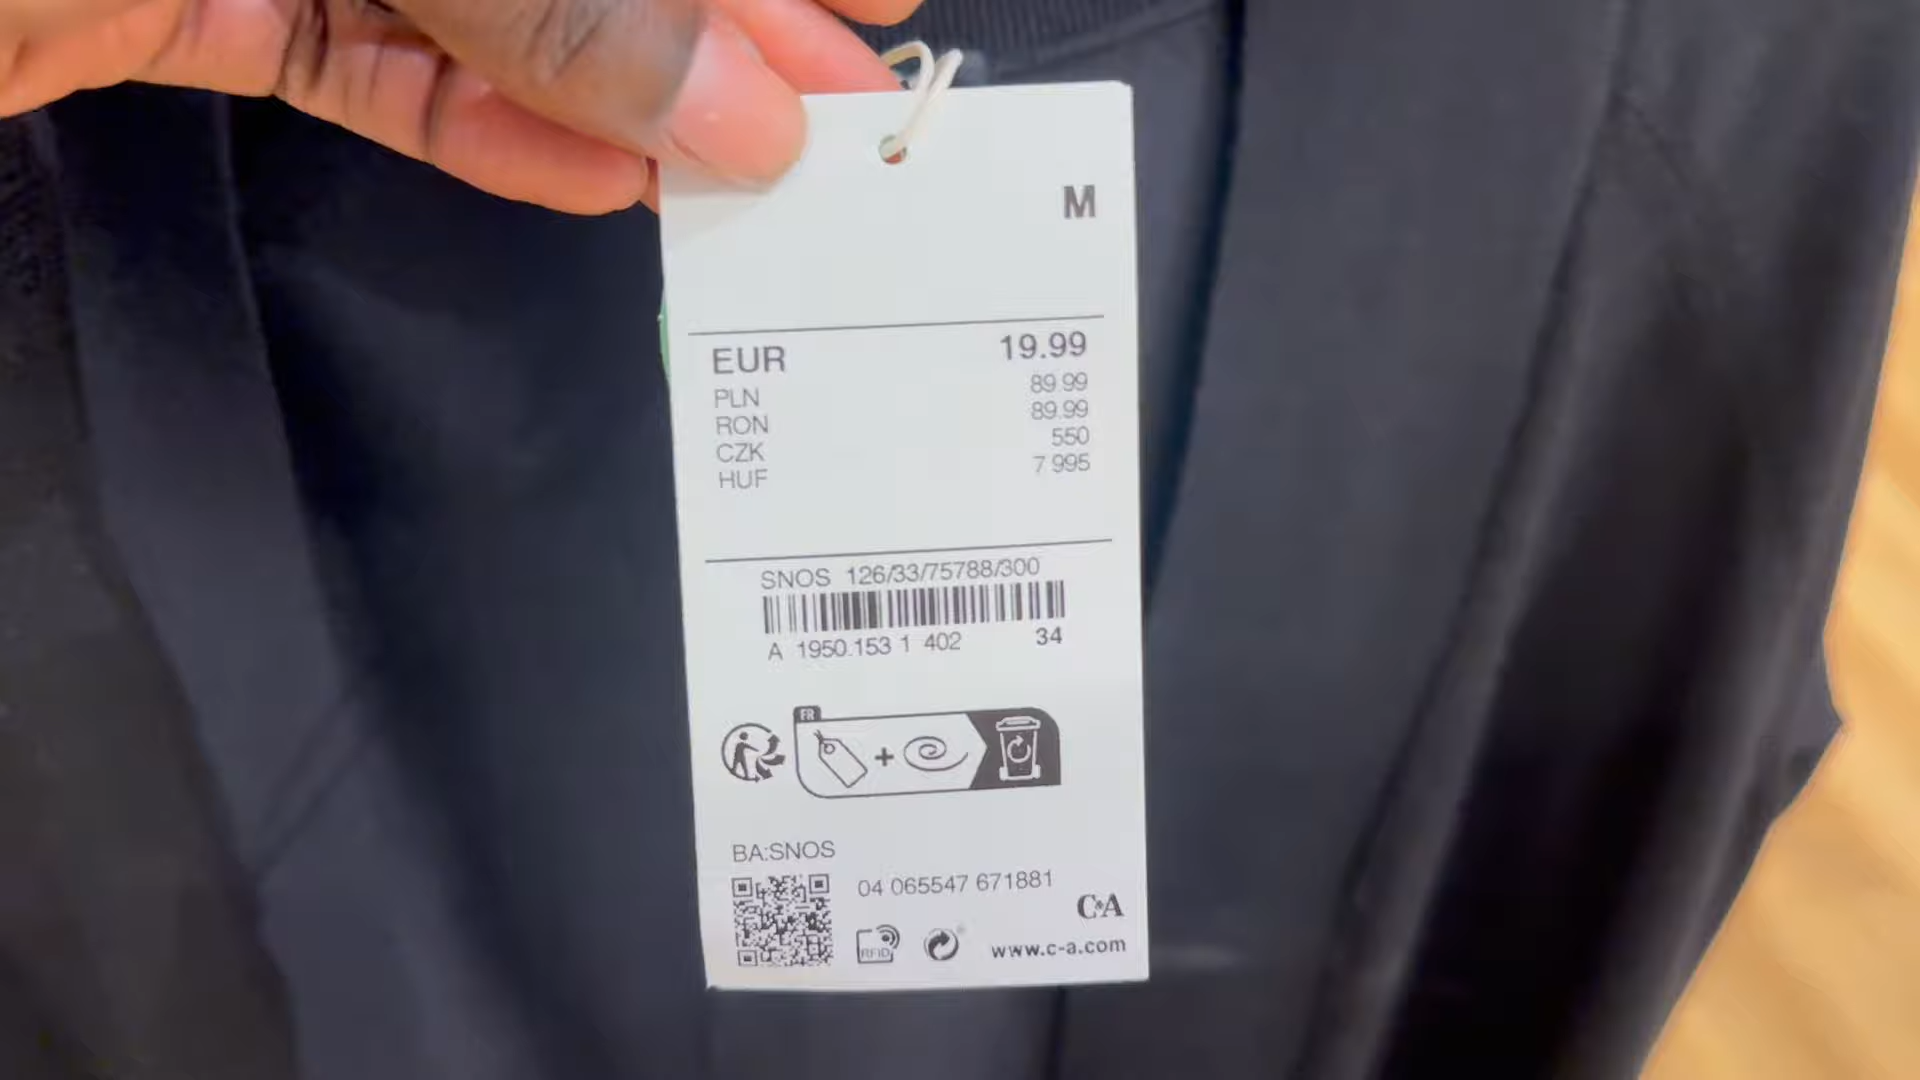 M
EUR 19.99
PLN 89.99
RON 89.99
CZK 550
HUF 7 995
SNOS 126/33/75788/300
A 1950.153 1 402 34
FR
+
BA:SNOS
04 065547 671881
C&A
RFID
www.c-a.com